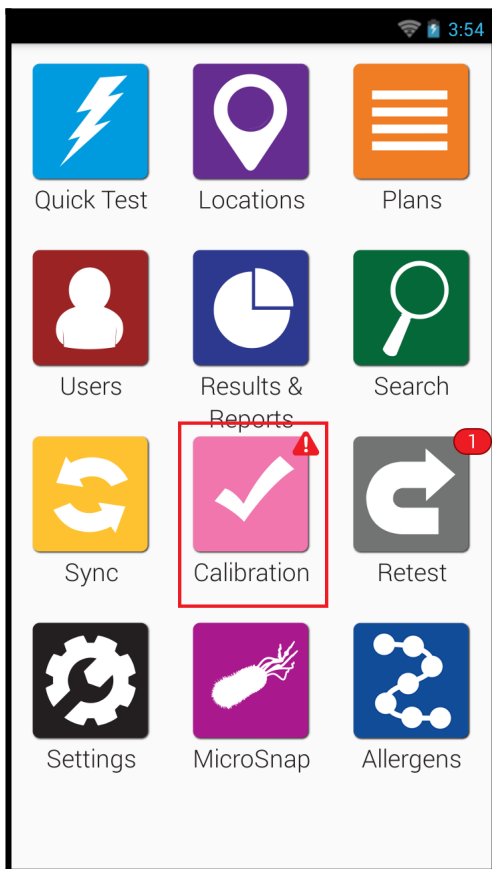 3:54
Quick Test
Locations
Plans
Users
Results &
Reports
Search
1
Sync
Calibration
Retest
Settings
MicroSnap
Allergens